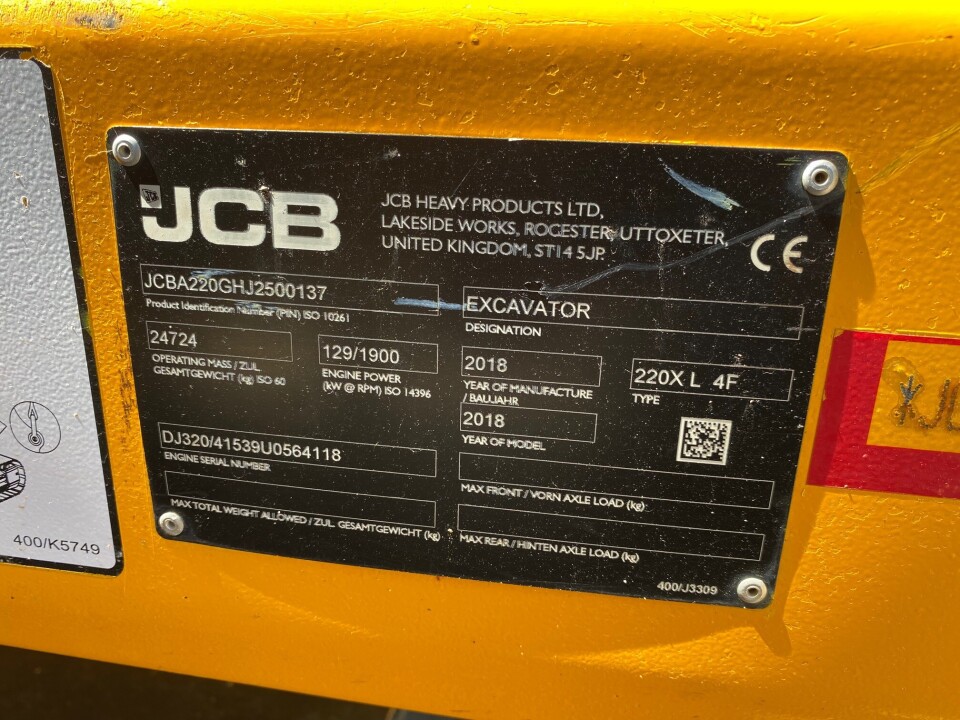 JCB
JCB HEAVY PRODUCTS LTD,
LAKESIDE WORKS, ROCESTER, UTTOXETER,
UNITED KINGDOM, ST14 5JP.
CE
JCBA220GHJ2500137
Product Identification Number (PIN) ISO 10261
EXCAVATOR
DESIGNATION
24724
OPERATING MASS / ZUL
GESAMTGEWICHT (kg) ISO 60
129/1900
ENGINE POWER
(kW @ RPM) ISO 14396
2018
YEAR OF MANUFACTURE
/ BAUJAHR
220X L 4F
TYPE
2018
YEAR OF MODEL
DJ320/41539U0564118
ENGINE SERIAL NUMBER
MAX FRONT / VORN AXLE LOAD (kg)
MAX TOTAL WEIGHT ALLOWED / ZUL. GESAMTGEWICHT (kg)
MAX REAR / HINTEN AXLE LOAD (kg)
400/J3309
400/K5749